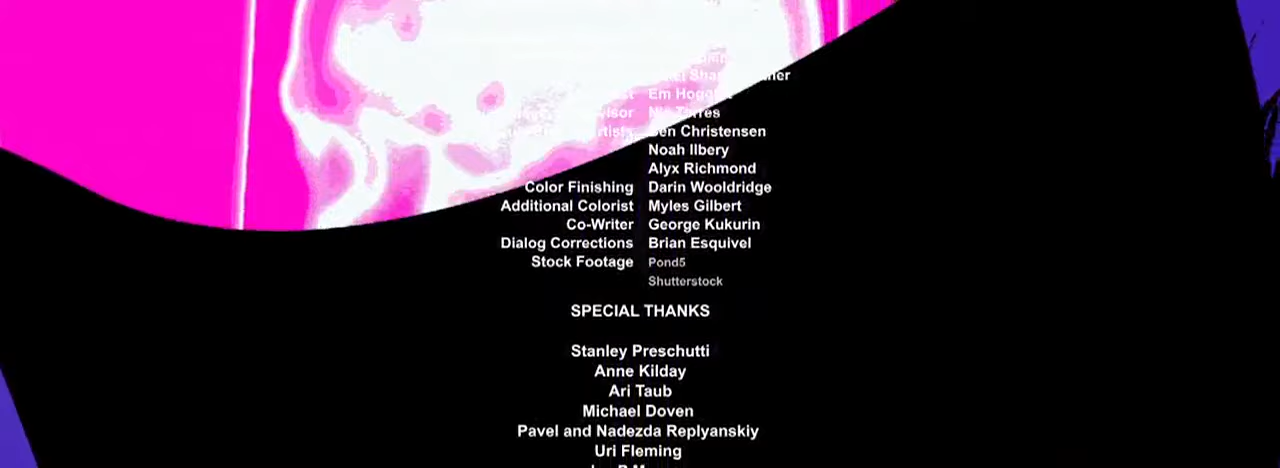 Em
Ben Christensen
Noah Ilbery
Alyx Richmond
Color Finishing Darin Wooldridge
Additional Colorist Myles Gilbert
Co-Writer George Kukurin
Dialog Corrections Brian Esquivel
Stock Footage Pond5
Shutterstock
SPECIAL THANKS
Stanley Preschutti
Anne Kilday
Ari Taub
Michael Doven
Pavel and Nadezda Replyanskiy
Uri Fleming